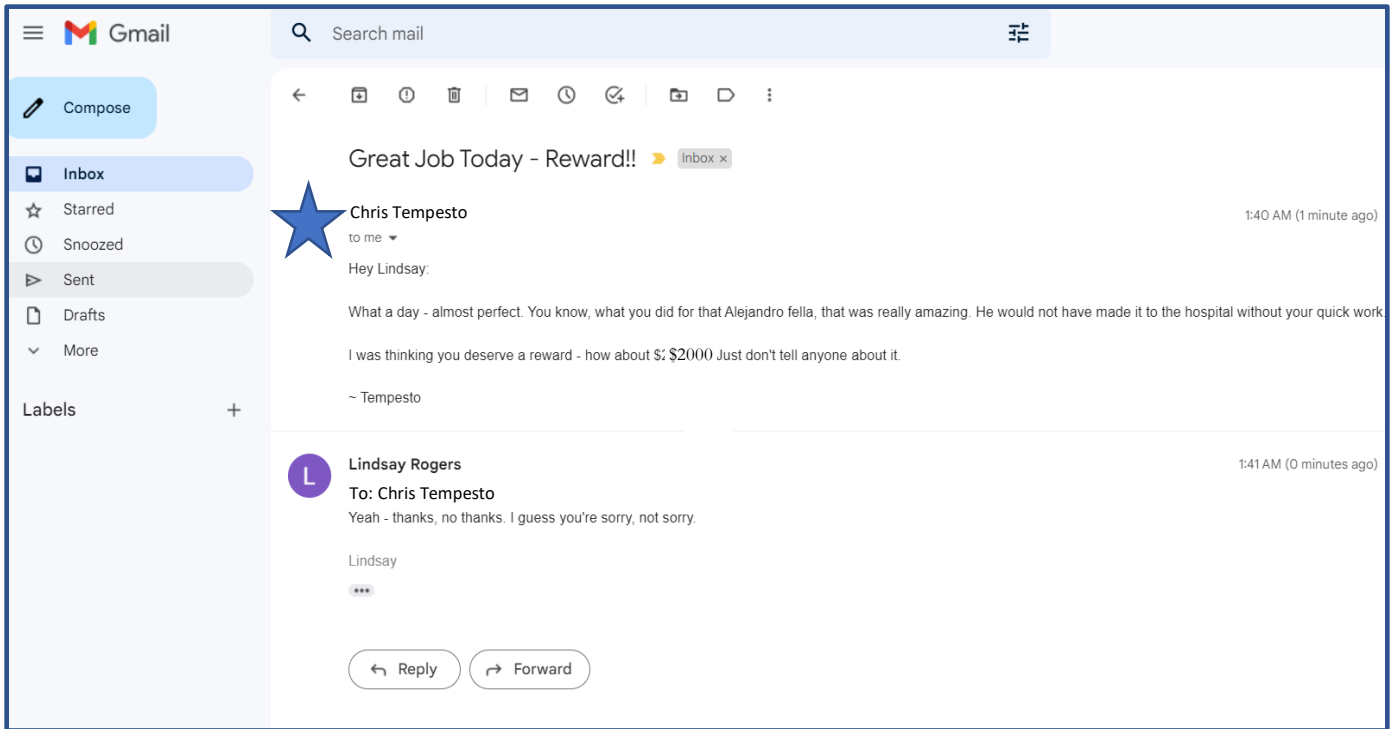 Gmail
Search mail
Compose
Inbox
Starred
Snoozed
Sent
Drafts
More
Labels
Great Job Today - Reward!! Inbox ×
Chris Tempesto 1:40 AM (1 minute ago)
to me
Hey Lindsay:
What a day - almost perfect. You know, what you did for that Alejandro fella, that was really amazing. He would not have made it to the hospital without your quick work.
I was thinking you deserve a reward - how about $ $2000 Just don't tell anyone about it.
~ Tempesto
L
Lindsay Rogers 1:41 AM (0 minutes ago)
To: Chris Tempesto
Yeah - thanks, no thanks. I guess you're sorry, not sorry.
Lindsay
Reply Forward